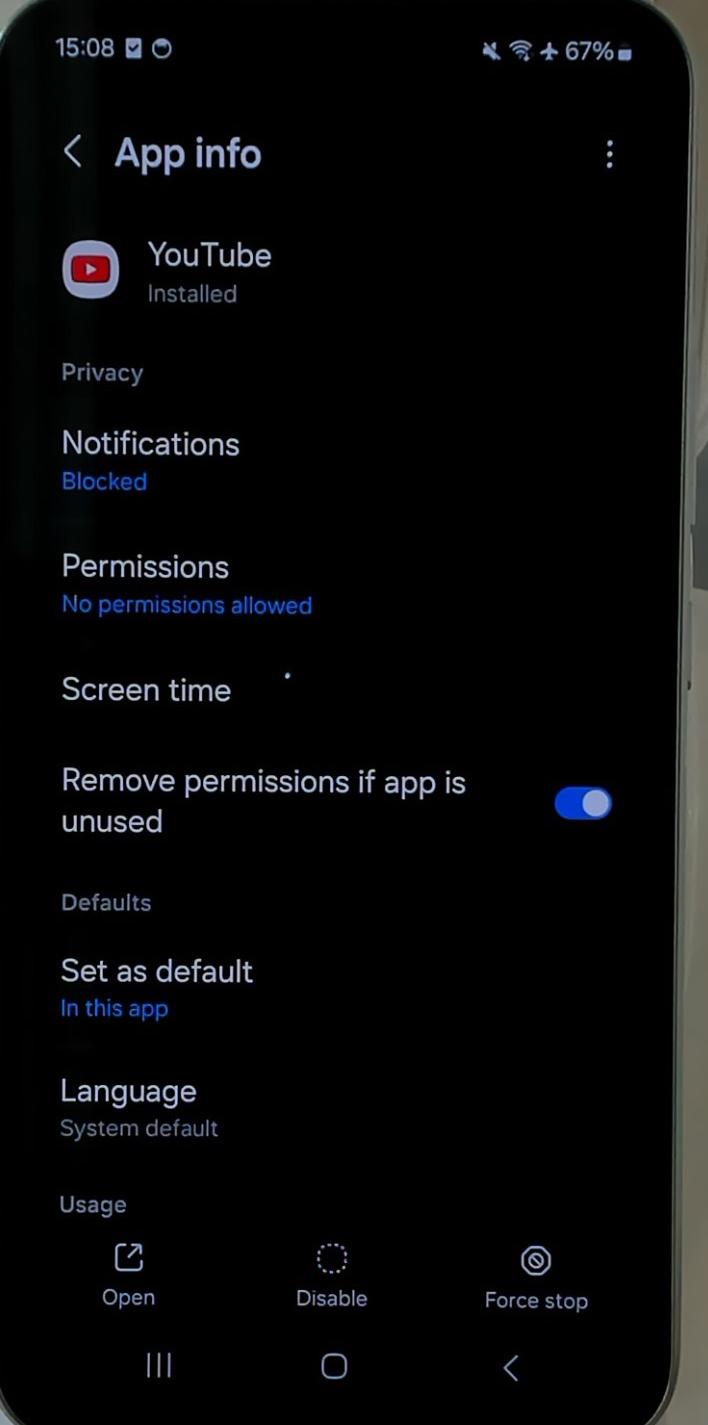 15:08
67%
App info
YouTube
Installed
Privacy
Notifications
Blocked
Permissions
No permissions allowed
Screen time
Remove permissions if app is
unused
Defaults
Set as default
In this app
Language
System default
Usage
Open
Disable
Force stop